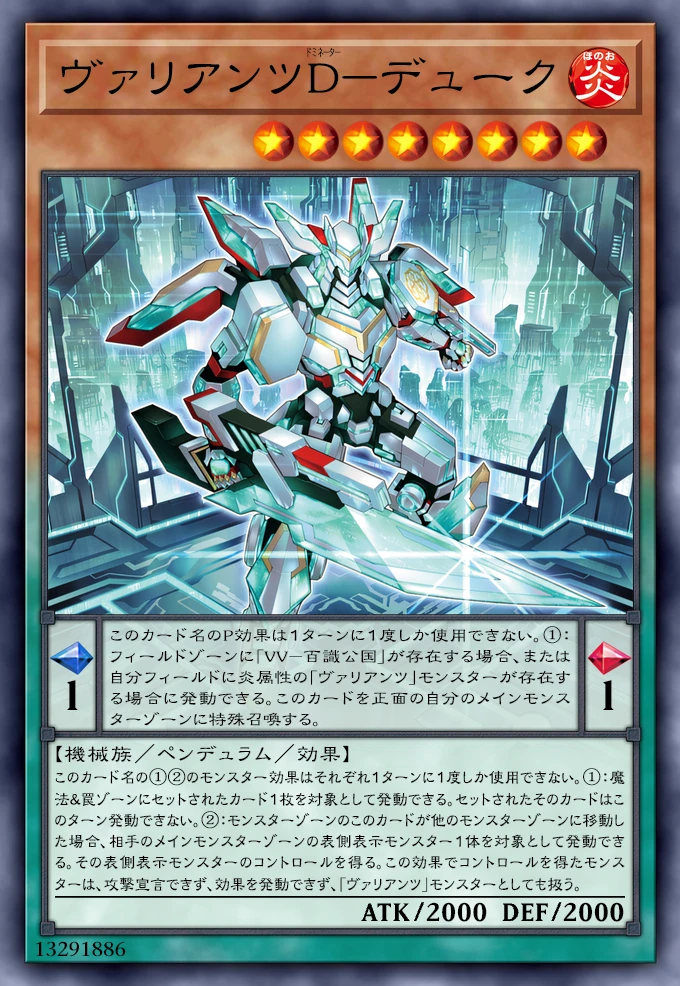 ドミネーター
ヴァリアンツD－デューク
ほのお
炎
このカード名のP効果は1ターンに1度しか使用できない。①：
フィールドゾーンに「VV－百識公国」が存在する場合、または
自分フィールドに炎属性の「ヴァリアンツ」モンスターが存在す
る場合に発動できる。このカードを正面の自分のメインモンス
ターゾーンに特殊召喚する。
1
1
【機械族／ペンデュラム／効果】
このカード名の①②のモンスター効果はそれぞれ1ターンに1度しか使用できない。①：魔
法&罠ゾーンにセットされたカード1枚を対象として発動できる。セットされたそのカードはこ
のターン発動できない。②：モンスターゾーンのこのカードが他のモンスターゾーンに移動し
た場合、相手のメインモンスターゾーンの表側表示モンスター1体を対象として発動でき
る。その表側表示モンスターのコントロールを得る。この効果でコントロールを得たモンス
ターは、攻撃宣言できず、効果を発動できず、「ヴァリアンツ」モンスターとしても扱う。
ATK/2000 DEF/2000
13291886